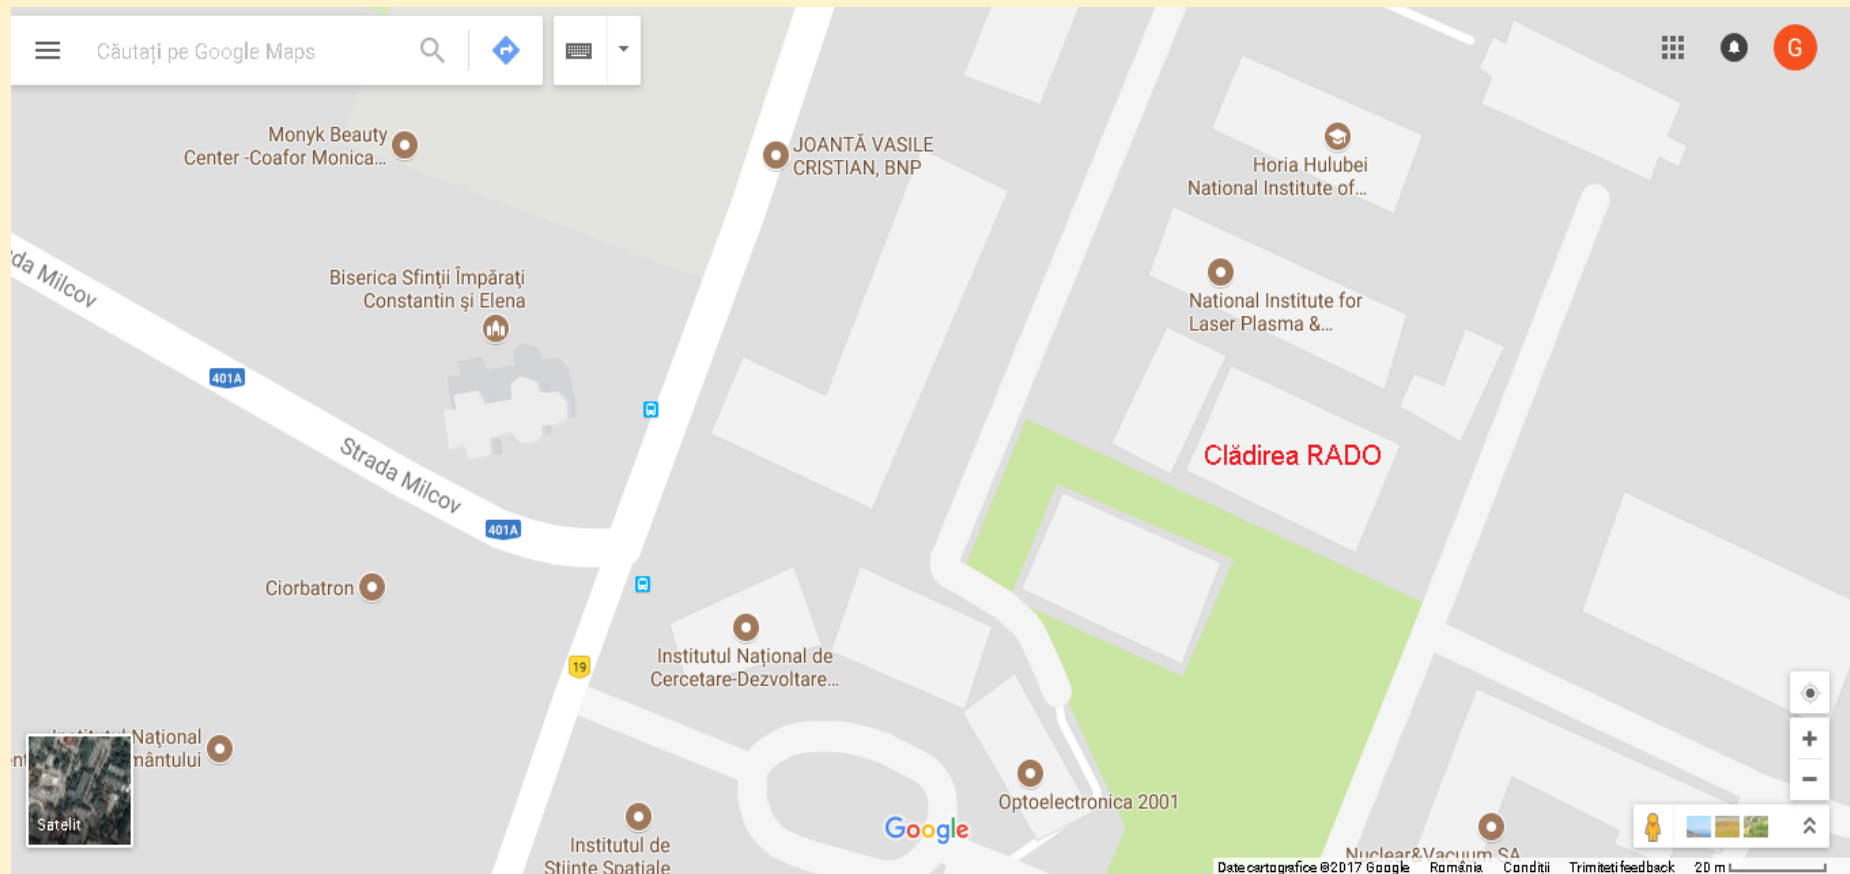 Căutați pe Google Maps
G
Monyk Beauty
Center -Coafor Monica...
JOANTĂ VASILE
CRISTIAN, BNP
Horia Hulubei
National Institute of...
da Milcov
Biserica Sfinții Împărați
Constantin și Elena
National Institute for
Laser Plasma &...
401A
Strada Milcov
Clădirea RADO
401A
Ciorbatron
Institutul Național de
Cercetare-Dezvoltare...
19
Institutul Național
mântului
Satelit
Optoelectronica 2001
Google
Institutul de
Științe Spațiale
Nuclear&Vacuum SA
Date cartografice ©2017 Google România Condiții Trimiteți feedback 20 m